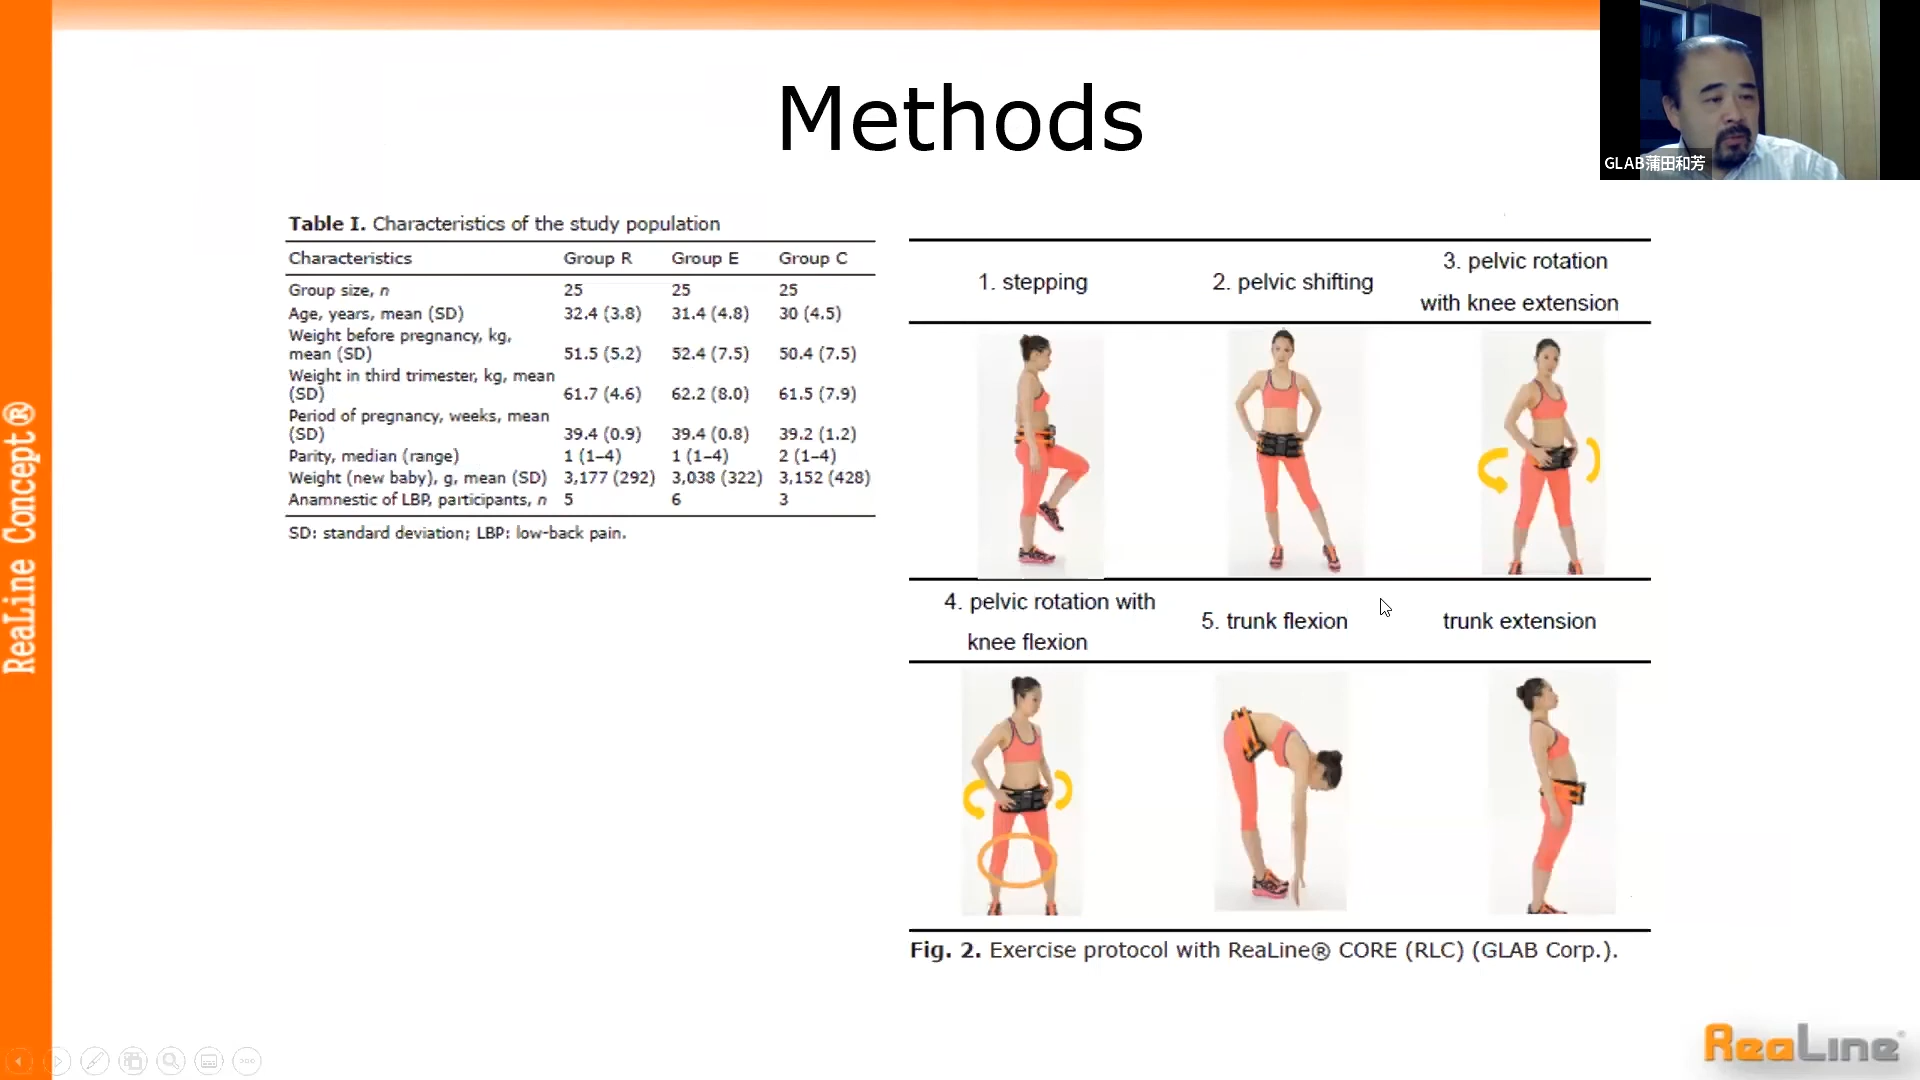 Methods
GLAB蒲田和芳
Table I. Characteristics of the study population
Characteristics Group R Group E Group C
Group size, n 25 25 25
Age, years, mean (SD) 32.4 (3.8) 31.4 (4.8) 30 (4.5)
Weight before pregnancy, kg,
mean (SD) 51.5 (5.2) 52.4 (7.5) 50.4 (7.5)
Weight in third trimester, kg, mean
(SD) 61.7 (4.6) 62.2 (8.0) 61.5 (7.9)
Period of pregnancy, weeks, mean
(SD) 39.4 (0.9) 39.4 (0.8) 39.2 (1.2)
Parity, median (range) 1 (1–4) 1 (1–4) 2 (1–4)
Weight (new baby), g, mean (SD) 3,177 (292) 3,038 (322) 3,152 (428)
Anamnestic of LBP, participants, n 5 6 3
SD: standard deviation; LBP: low-back pain.
1. stepping
2. pelvic shifting
3. pelvic rotation
with knee extension
4. pelvic rotation with
knee flexion
5. trunk flexion
trunk extension
Fig. 2. Exercise protocol with ReaLine® CORE (RLC) (GLAB Corp.).
ReaLine Concept®
ReaLine®